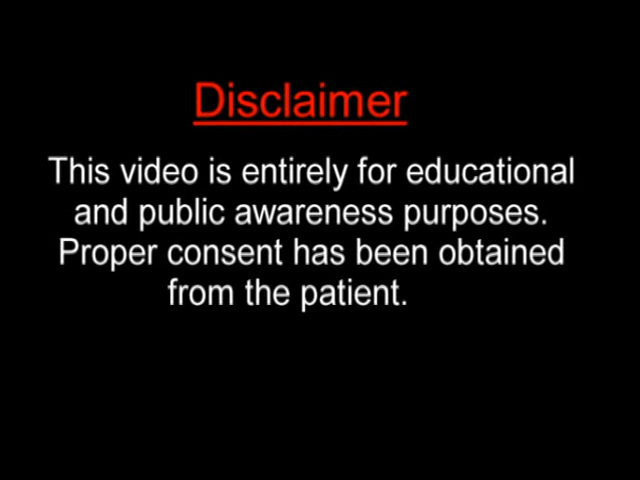 Disclaimer
This video is entirely for educational
and public awareness purposes.
Proper consent has been obtained
from the patient.